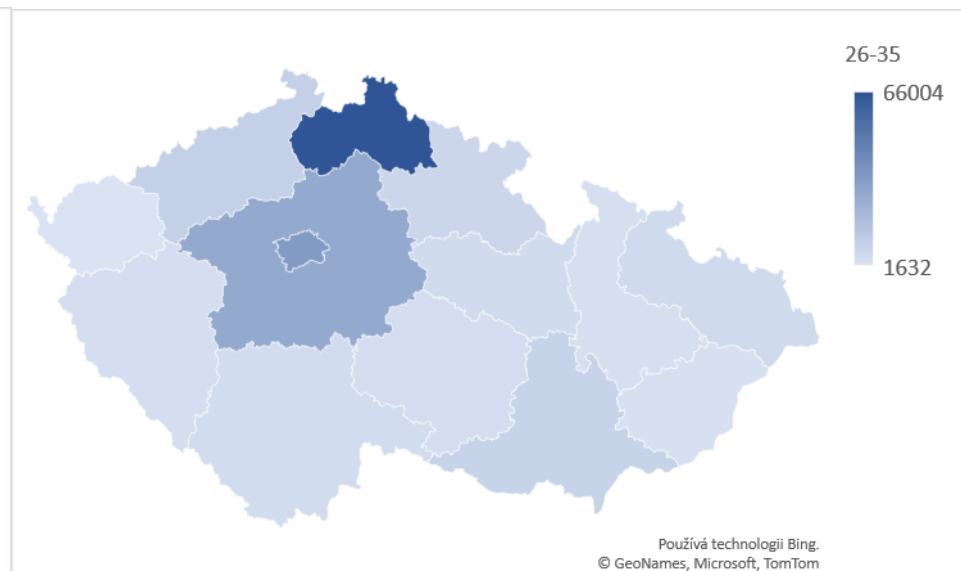 26-35
66004
1632
Používá technologii Bing.
© GeoNames, Microsoft, TomTom